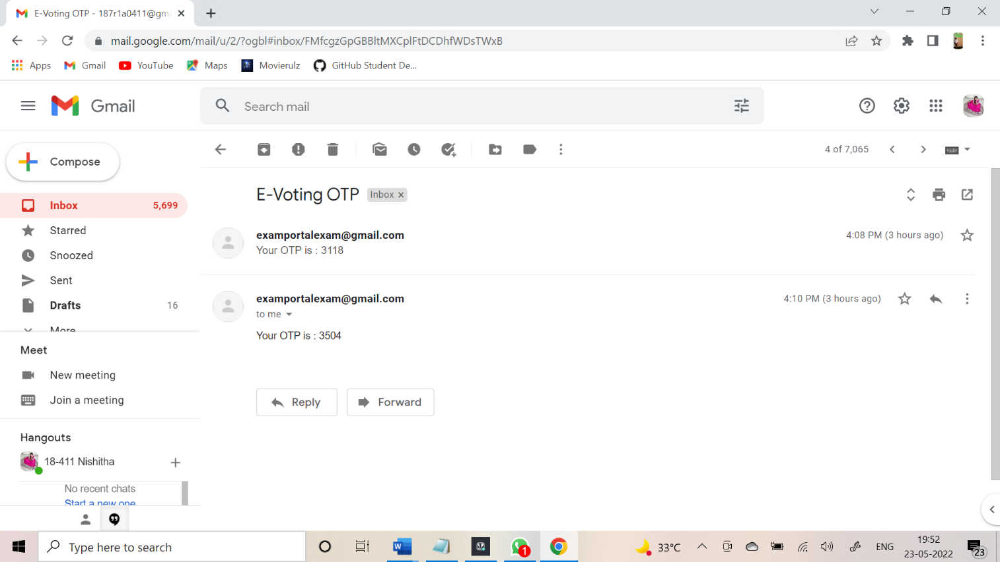 E-Voting OTP - 187r1a0411@gm
mail.google.com/mail/u/2/?ogbl#inbox/FMfcgzGpGBBltMXCplFtDCDhfWDsTWxB
Apps Gmail YouTube Maps Movierulz GitHub Student De...
Gmail
Search mail
Compose
4 of 7,065
Inbox 5,699
Starred
Snoozed
Sent
Drafts 16
More
Meet
New meeting
Join a meeting
Hangouts
18-411 Nishitha
No recent chats
Start a new one
E-Voting OTP Inbox x
examportalexam@gmail.com 4:08 PM (3 hours ago)
Your OTP is : 3118
examportalexam@gmail.com 4:10 PM (3 hours ago)
to me
Your OTP is : 3504
Reply Forward
Type here to search
W
1
33°C
ENG
19:52
23-05-2022
23